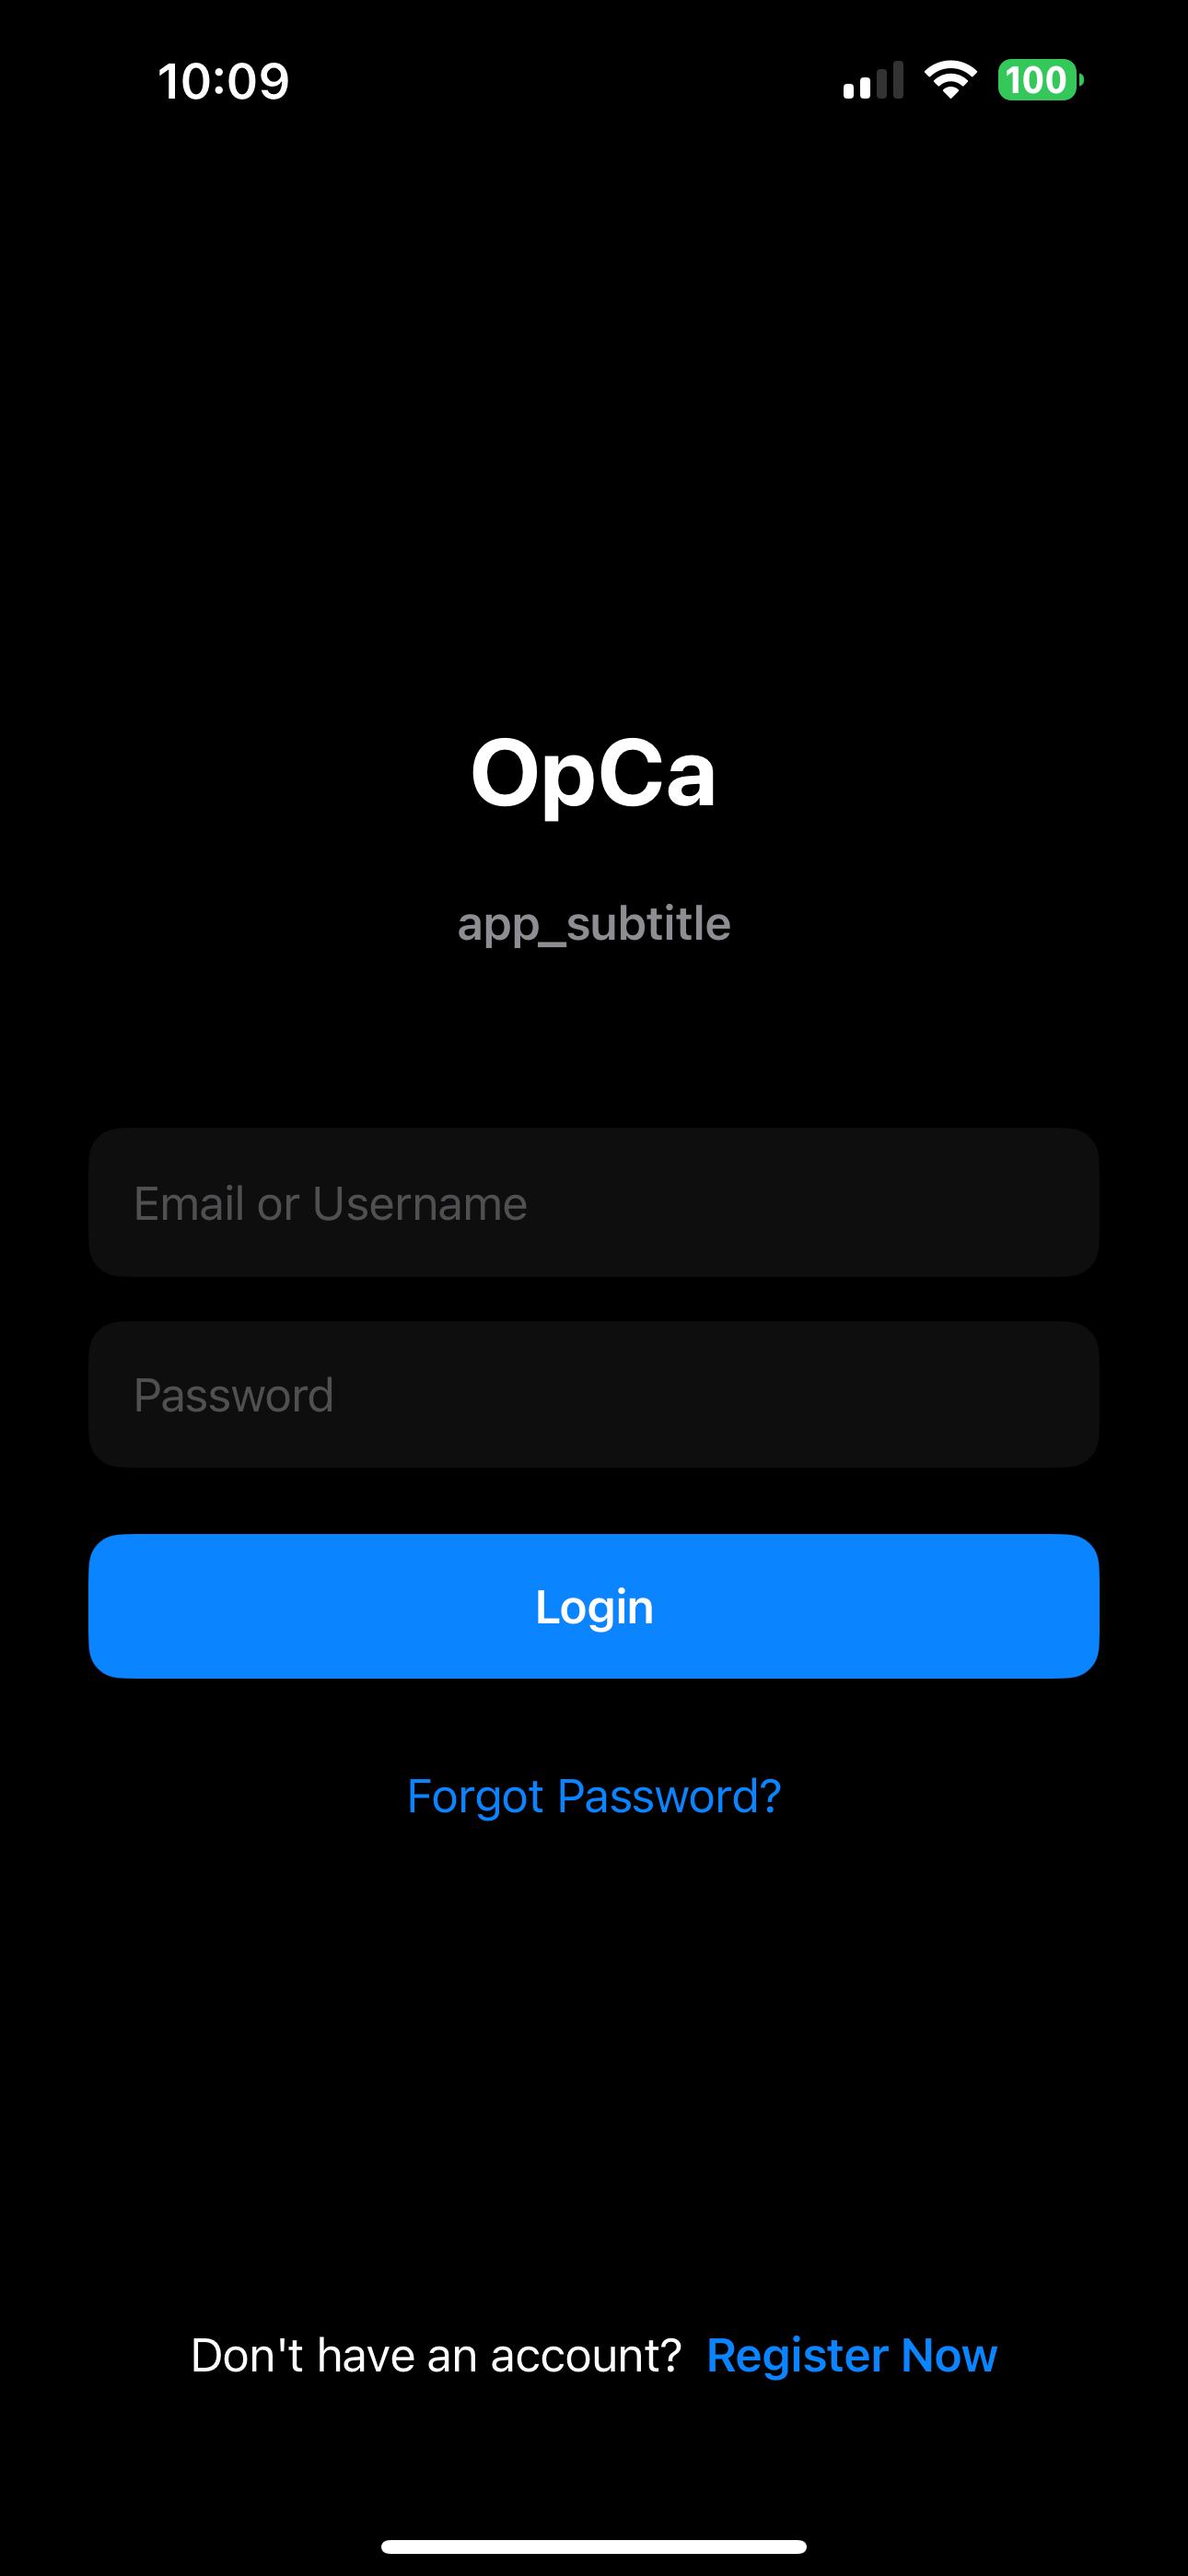 10:09
100
OpCa
app_subtitle
Email or Username
Password
Login
Forgot Password?
Don't have an account? Register Now